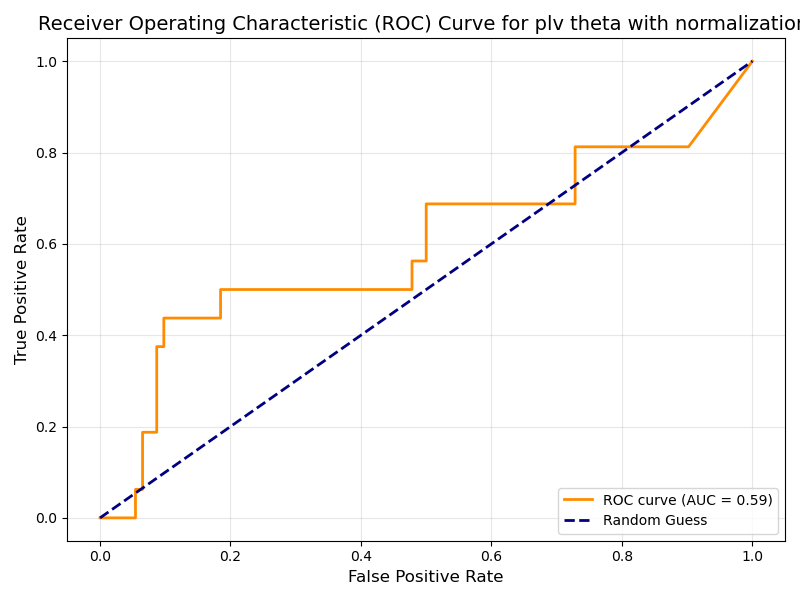 Receiver Operating Characteristic (ROC) Curve for plv theta with normalization
1.0
0.8
0.6
0.4
0.2
0.0
True Positive Rate
0.0 0.2 0.4 0.6 0.8 1.0
False Positive Rate
ROC curve (AUC = 0.59)
Random Guess